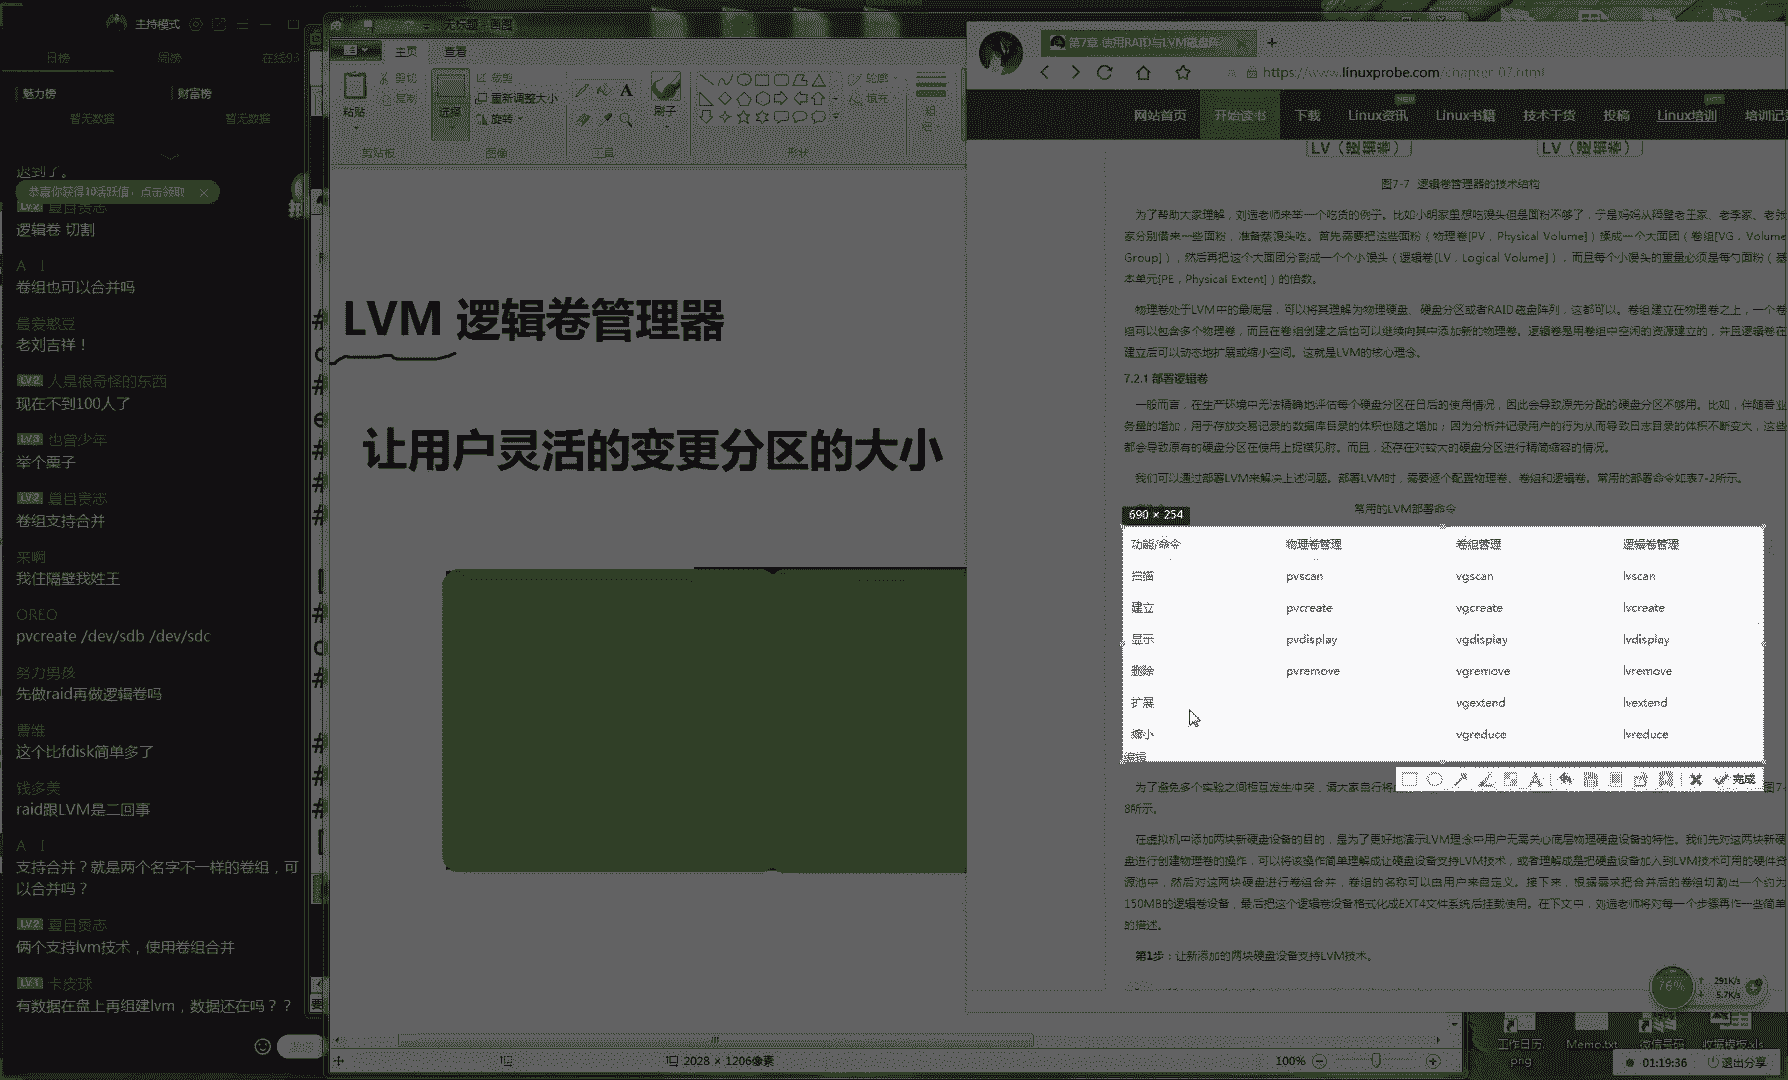 主持模式
日榜
周榜
在线93
魅力榜
财富榜
暂无数据
暂无数据
迟到了。
恭喜你获得10活跃值，点击领取
LV.2 夏目贵志
逻辑卷 切割
A I
卷组也可以合并吗
最爱憨豆
老刘吉祥！
LV.2 人是很奇怪的东西
现在不到100人了
LV.3 也曾少年
举个栗子
LV.2 夏目贵志
卷组支持合并
来啊
我住隔壁我姓王
OREO
pvcreate /dev/sdb /dev/sdc
努力男孩
先做raid再做逻辑卷吗
曹维
这个比fdisk简单多了
钱多美
raid跟LVM是二回事
A I
支持合并？就是两个名字不一样的卷组，可
以合并吗？
LV.2 夏目贵志
俩个支持lvm技术，使用卷组合并
LV.1 卡皮球
有数据在盘上再组建lvm，数据还在吗？？
无标题 - 画图
主页
查看
粘贴
剪切
复制
剪贴板
选择
裁剪
重新调整大小
旋转
图像
工具
刷子
形状
轮廓
填充
粗
细
LVM 逻辑卷管理器
让用户灵活的变更分区的大小
2028 × 1206像素
100%
第7章 使用RAID与LVM磁盘阵
https://www.linuxprobe.com/chapter-07.html
网站首页
开始读书
下载
Linux资讯
Linux书籍
技术干货
投稿
Linux培训
培训记
LV（逻辑卷）
LV（逻辑卷）
图7-7 逻辑卷管理器的技术结构
为了帮助大家理解，刘遄老师来举一个吃货的例子。比如小明家里想吃馒头但是面粉不够了，于是妈妈从隔壁老王家、老李家、老张
家分别借来一些面粉，准备蒸馒头吃。首先需要把这些面粉（物理卷[PV，Physical Volume]）揉成一个大面团（卷组[VG，Volume
Group]），然后再把这个大面团分割成一个个小馒头（逻辑卷[LV，Logical Volume]），而且每个小馒头的重量必须是每勺面粉（基
本单元[PE，Physical Extent]）的倍数。
物理卷处于LVM中的最底层，可以将其理解为物理硬盘、硬盘分区或者RAID磁盘阵列，这都可以。卷组建立在物理卷之上，一个卷
组可以包含多个物理卷，而且在卷组创建之后也可以继续向其中添加新的物理卷。逻辑卷是用卷组中空闲的资源建立的，并且逻辑卷在
建立后可以动态地扩展或缩小空间。这就是LVM的核心理念。
7.2.1 部署逻辑卷
一般而言，在生产环境中无法精确地评估每个硬盘分区在日后的使用情况，因此会导致原先分配的硬盘分区不够用。比如，伴随着业
务量的增加，用于存放交易记录的数据库目录的体积也随之增加；因为分析并记录用户的行为从而导致日志目录的体积不断变大，这些
都会导致原有的硬盘分区在使用上捉襟见肘。而且，还存在对较大的硬盘分区进行精简缩容的情况。
我们可以通过部署LVM来解决上述问题。部署LVM时，需要逐个配置物理卷、卷组和逻辑卷。常用的部署命令如表7-2所示。
常用的LVM部署命令
690 × 254
功能/命令 物理卷管理 卷组管理 逻辑卷管理
扫描 pvscan vgscan lvscan
建立 pvcreate vgcreate lvcreate
显示 pvdisplay vgdisplay lvdisplay
删除 pvremove vgremove lvremove
扩展 vgextend lvextend
缩小 vgreduce lvreduce
编辑
完成
为了避免多个实验之间相互发生冲突，请大家自行将
图7-
8所示。
在虚拟机中添加两块新硬盘设备的目的，是为了更好地演示LVM理念中用户无需关心底层物理硬盘设备的特性。我们先对这两块新硬
盘进行创建物理卷的操作，可以将该操作简单理解成让硬盘设备支持LVM技术，或者理解成是把硬盘设备加入到LVM技术可用的硬件资
源池中，然后对这两块硬盘进行卷组合并，卷组的名称可以由用户来自定义。接下来，根据需求把合并后的卷组切割出一个约为
150MB的逻辑卷设备，最后把这个逻辑卷设备格式化成EXT4文件系统后挂载使用。在下文中，刘遄老师将对每一个步骤再作一些简单
的描述。
第1步：让新添加的两块硬盘设备支持LVM技术。
76%
291K/s
5.7K/s
工作日历.
png
Memo.txt
微信号码
收据模板.xls
01:19:36
退出分享